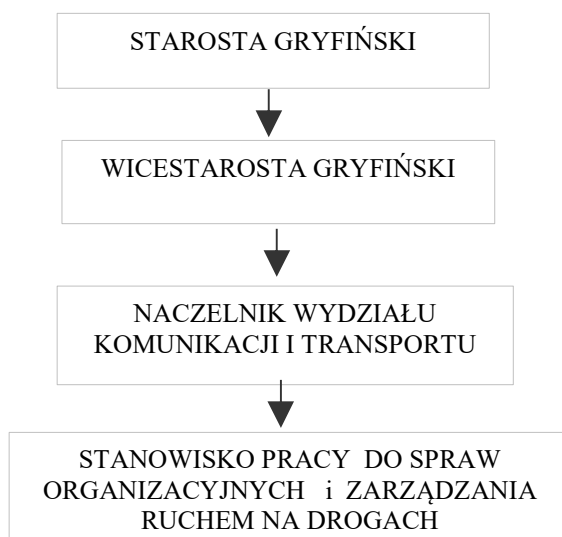 STAROSTA GRYFIŃSKI
WICESTAROSTA GRYFIŃSKI
NACZELNIK WYDZIAŁU
KOMUNIKACJI I TRANSPORTU
STANOWISKO PRACY DO SPRAW
ORGANIZACYJNYCH i ZARZĄDZANIA
RUCHEM NA DROGACH